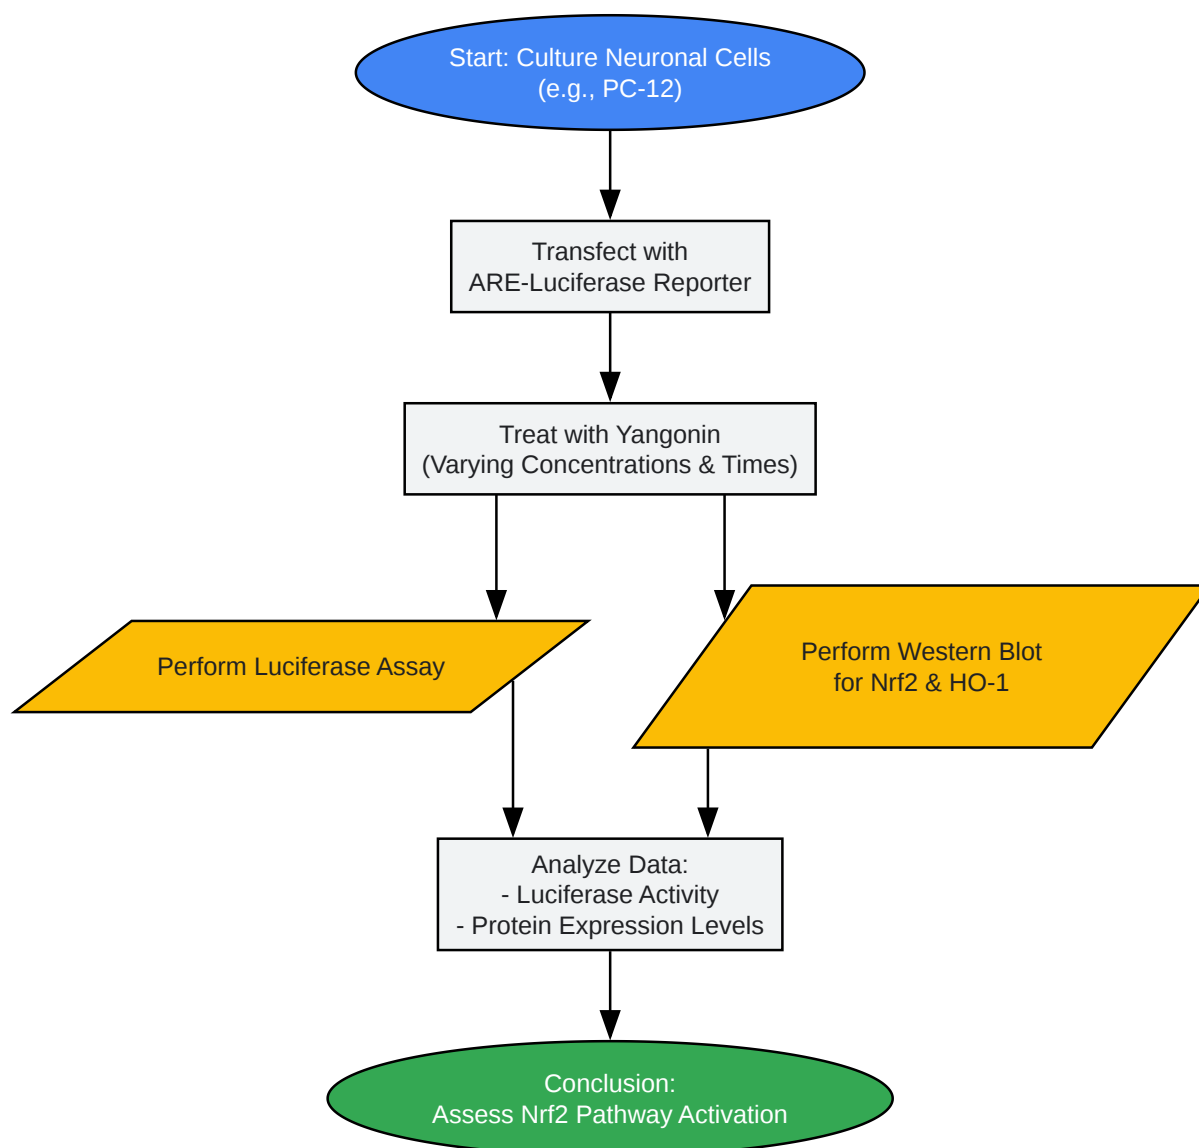 Start: Culture Neuronal Cells
(e.g., PC-12)
Transfect with
ARE-Luciferase Reporter
Treat with Yangonin
(Varying Concentrations & Times)
Perform Luciferase Assay
Perform Western Blot
for Nrf2 & HO-1
Analyze Data:
- Luciferase Activity
- Protein Expression Levels
Conclusion:
Assess Nrf2 Pathway Activation